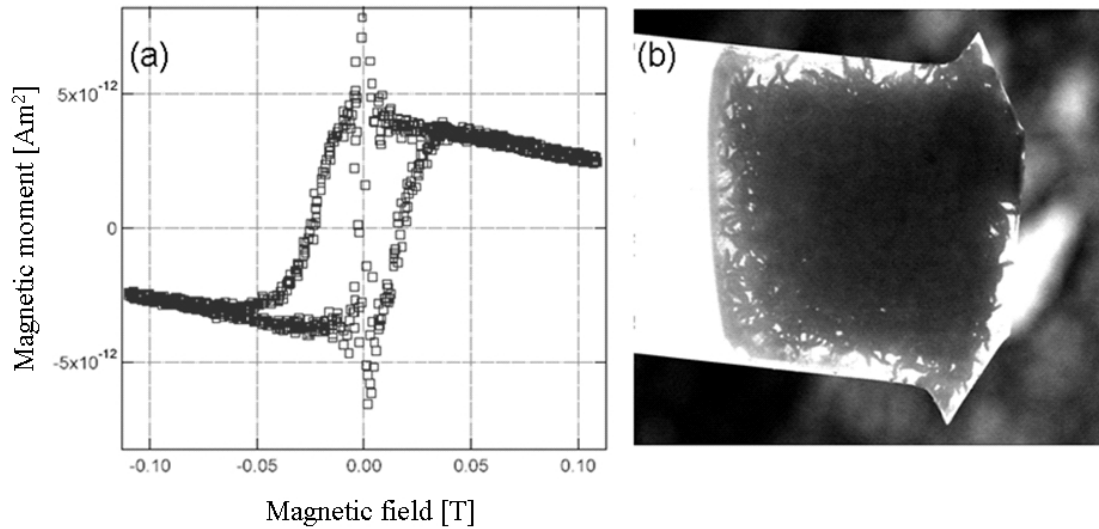 (a)
5x10-12
0
-5x10-12
-0.10 -0.05 0.00 0.05 0.10
Magnetic moment [Am²]
Magnetic field [T]
(b)